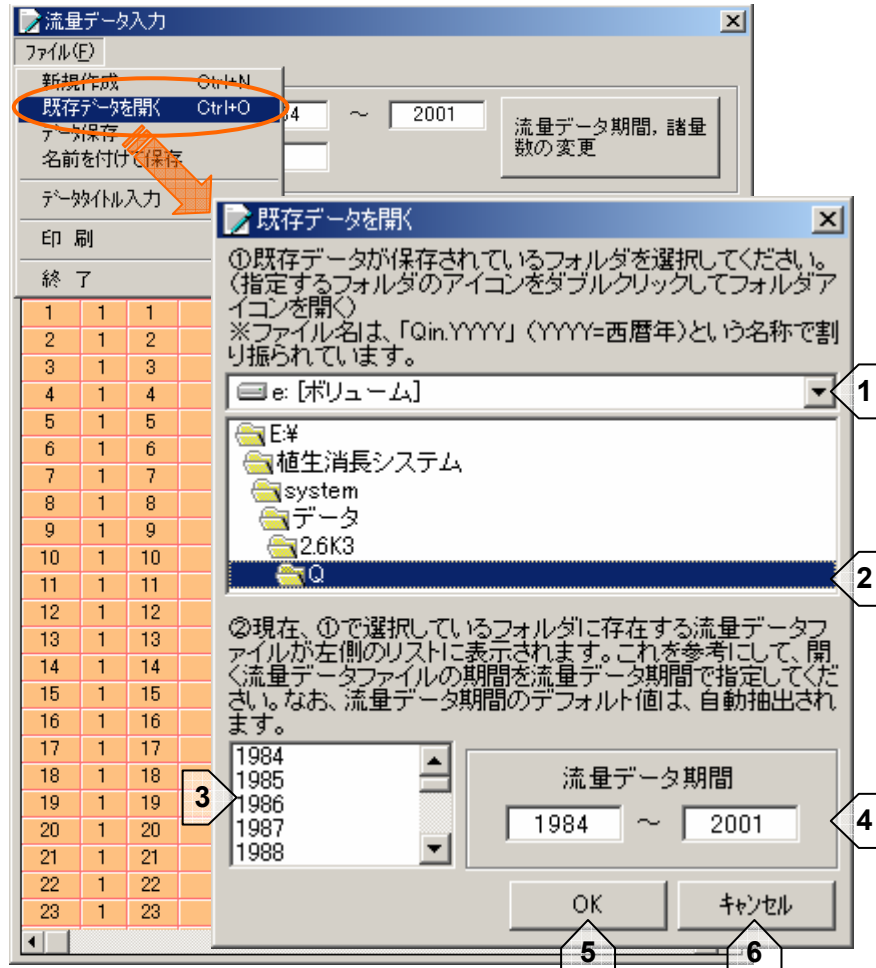 流量データ入力
ファイル(F)
新規作成 Ctrl+N
既存データを開く Ctrl+O
データ保存
名前を付けて保存
データタイトル入力
印 刷
終 了
84 ～ 2001
流量データ期間, 諸量
数の変更
1 1 1
2 1 2
3 1 3
4 1 4
5 1 5
6 1 6
7 1 7
8 1 8
9 1 9
10 1 10
11 1 11
12 1 12
13 1 13
14 1 14
15 1 15
16 1 16
17 1 17
18 1 18
19 1 19
20 1 20
21 1 21
22 1 22
23 1 23
既存データを開く
①既存データが保存されているフォルダを選択してください。
(指定するフォルダのアイコンをダブルクリックしてフォルダア
イコンを開く)
※ファイル名は、「Qin.YYYY」（YYYY=西暦年)という名称で割
り振られています。
e: [ボリューム]
1
E:¥
植生消長システム
system
データ
2.6K3
Q
2
②現在、①で選択しているフォルダに存在する流量データフ
ァイルが左側のリストに表示されます。これを参考にして、開
く流量データファイルの期間を流量データ期間で指定してくだ
さい。なお、流量データ期間のデフォルト値は、自動抽出され
ます。
1984
1985
1986
1987
1988
3
流量データ期間
1984 ～ 2001
4
OK
キャンセル
5
6